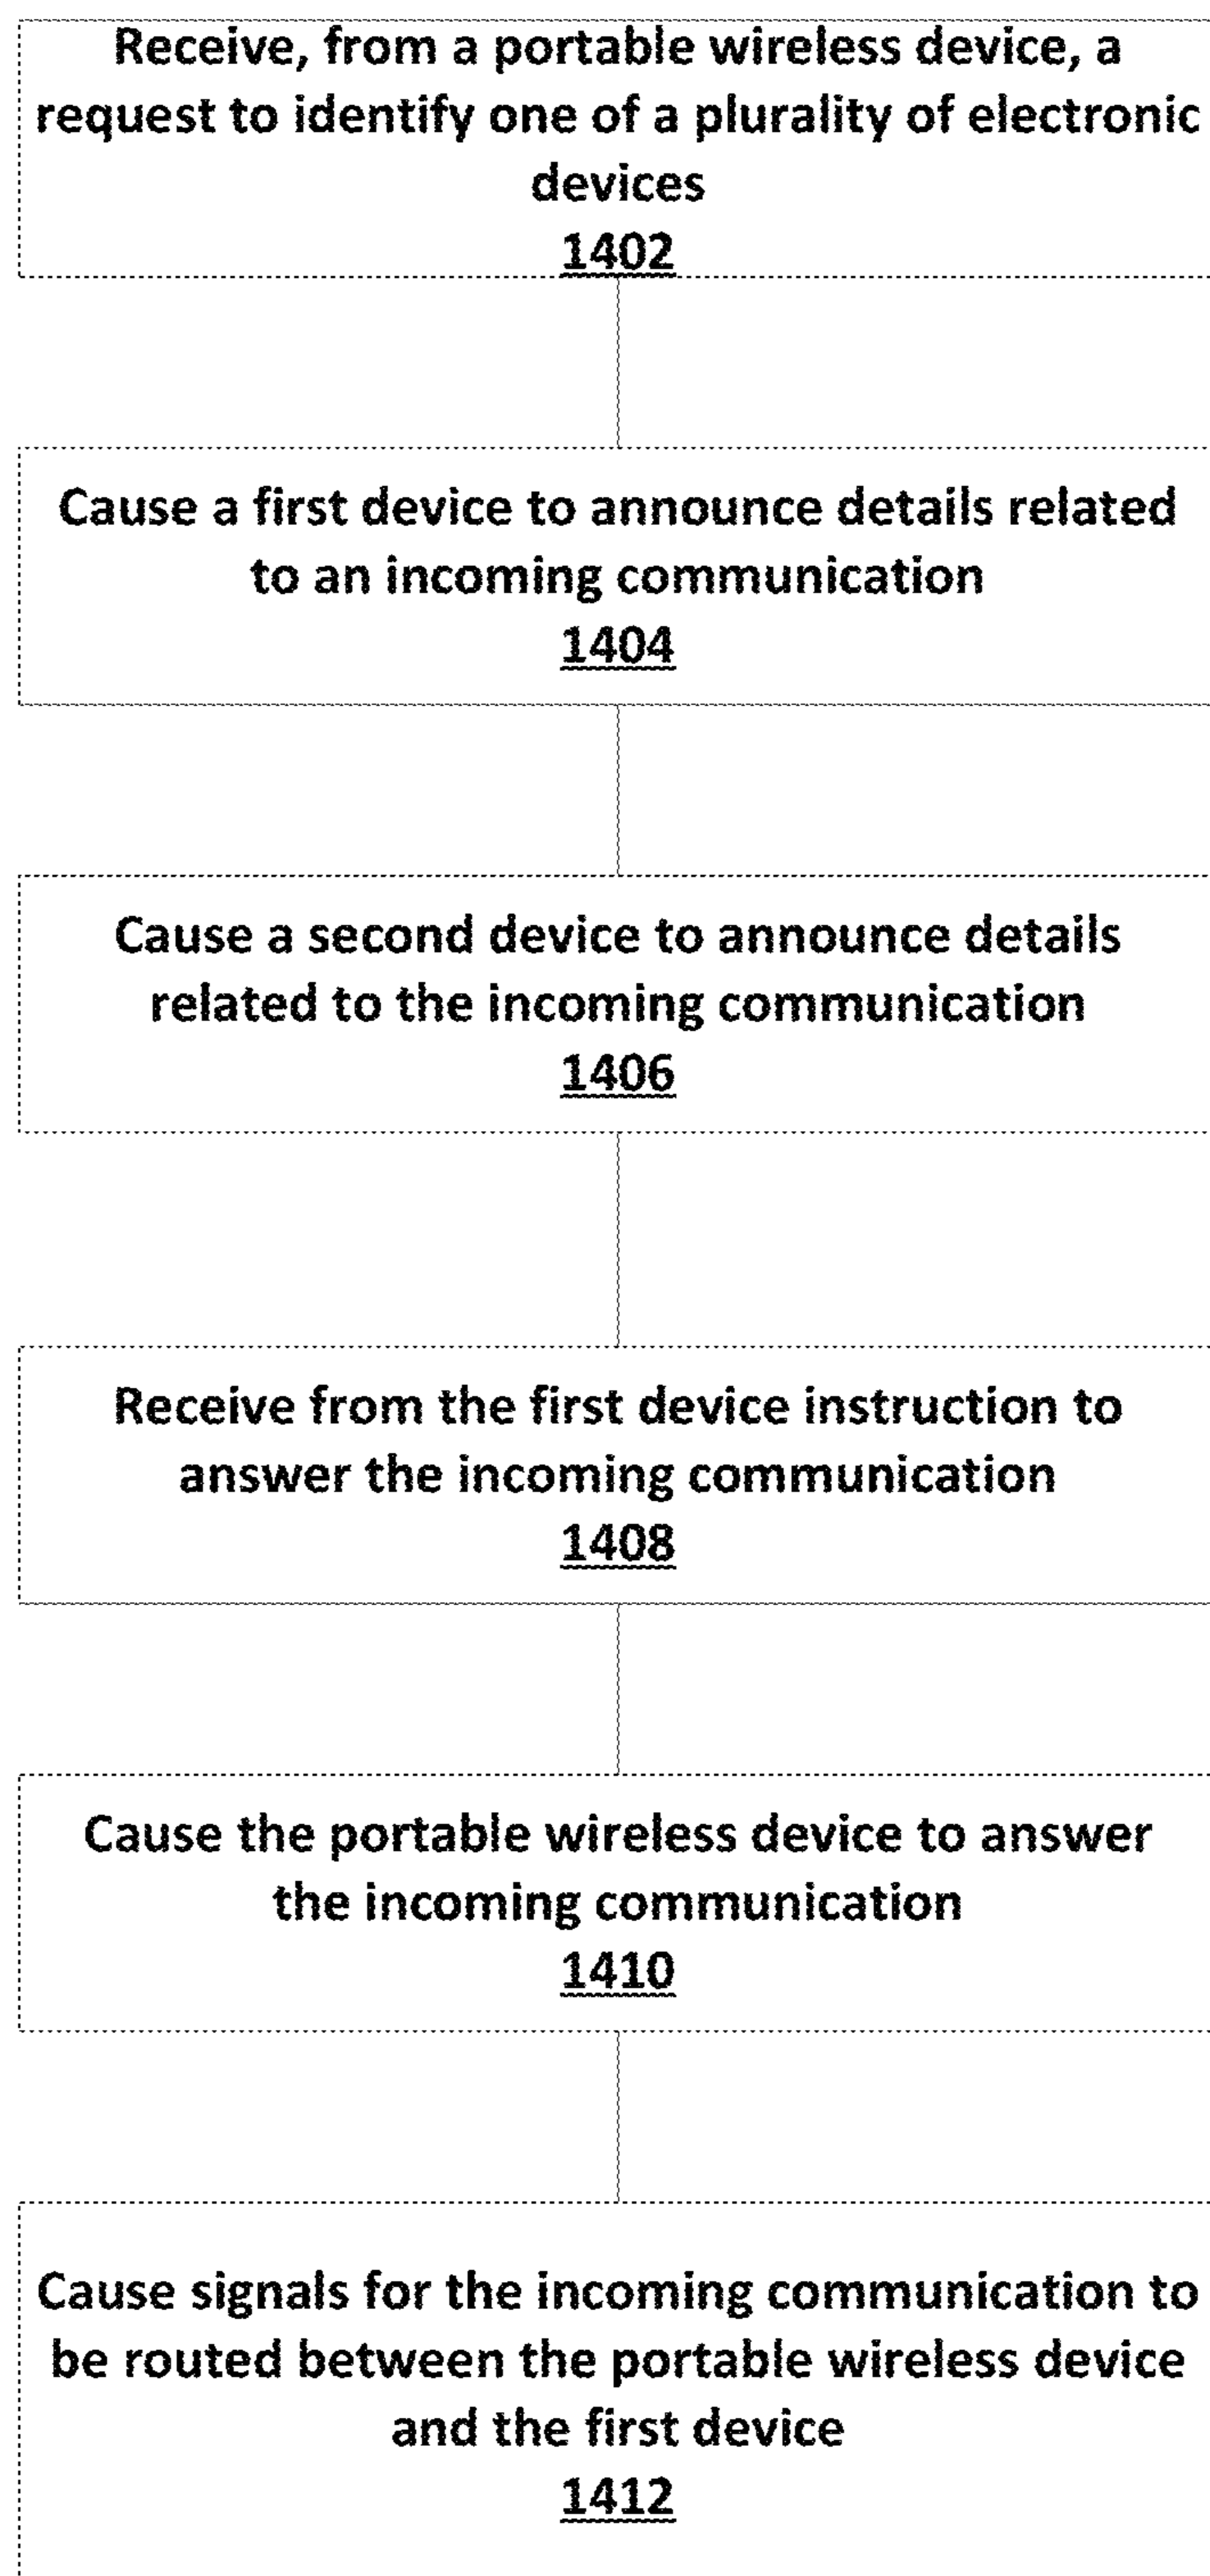 Receive, from a portable wireless device, a
request to identify one of a plurality of electronic
devices
1402
Cause a first device to announce details related
to an incoming communication
1404
Cause a second device to announce details
related to the incoming communication
1406
Receive from the first device instruction to
answer the incoming communication
1408
Cause the portable wireless device to answer
the incoming communication
1410
Cause signals for the incoming communication to
be routed between the portable wireless device
and the first device
1412